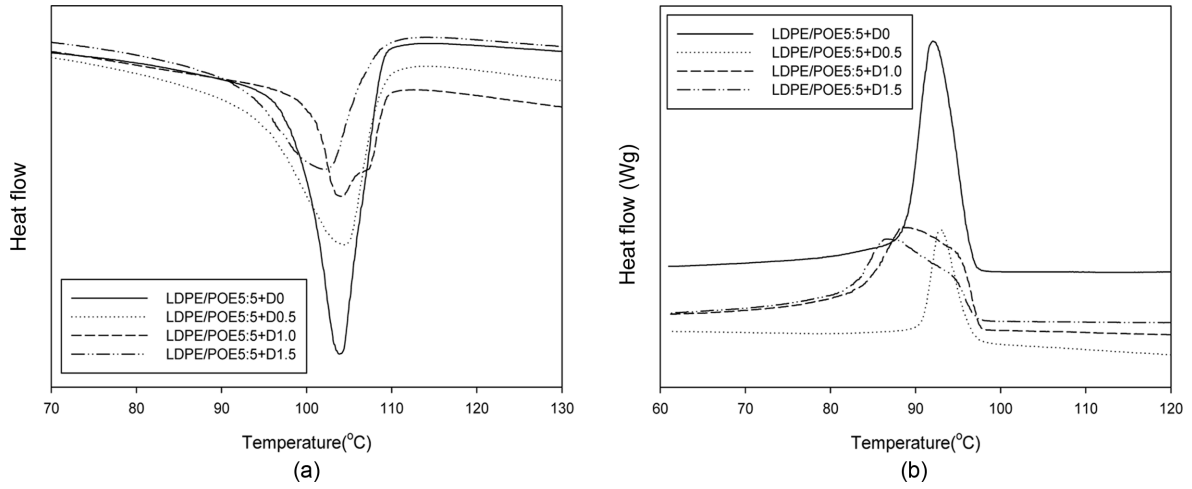 Heat flow
LDPE/POE5:5+D0
LDPE/POE5:5+D0.5
LDPE/POE5:5+D1.0
LDPE/POE5:5+D1.5
70 80 90 100 110 120 130
Temperature(°C)
(a)
Heat flow (Wg)
LDPE/POE5:5+D0
LDPE/POE5:5+D0.5
LDPE/POE5:5+D1.0
LDPE/POE5:5+D1.5
60 70 80 90 100 110 120
Temperature(°C)
(b)